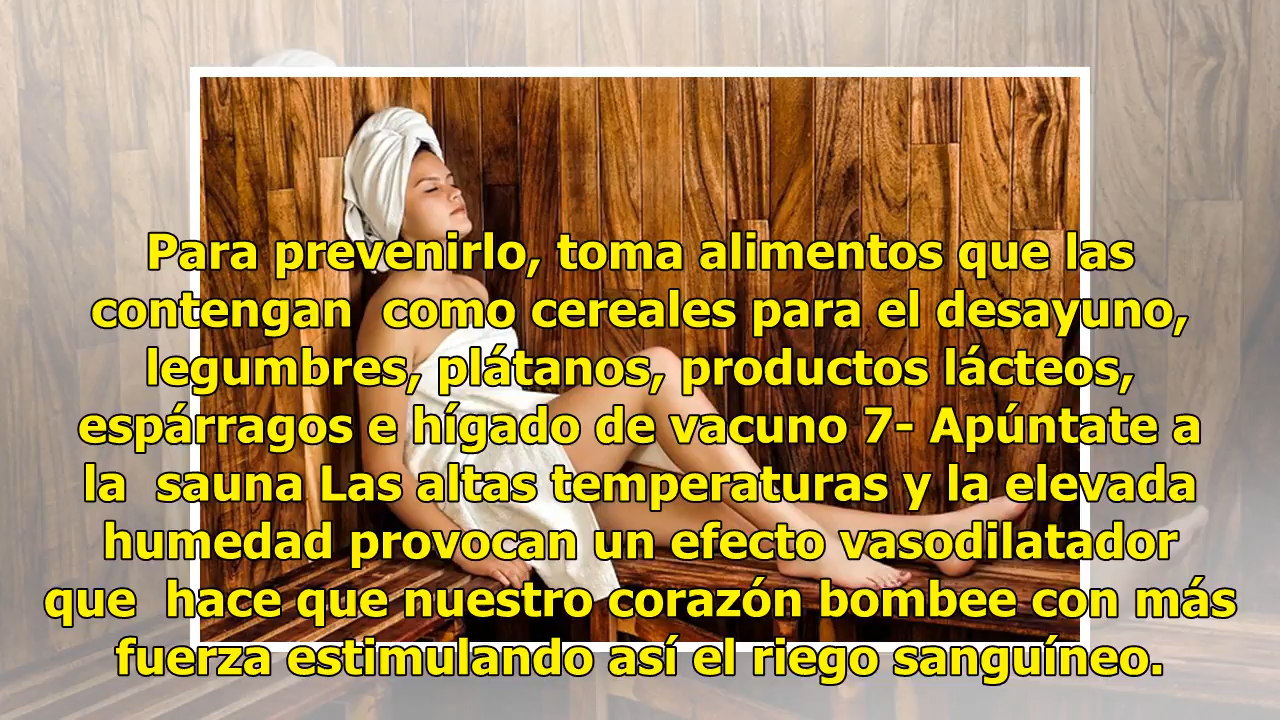 Para prevenirlo, toma alimentos que las
contengan  como cereales para el desayuno,
legumbres, plátanos, productos lácteos,
espárragos e hígado de vacuno 7- Apúntate a
la  sauna Las altas temperaturas y la elevada
humedad provocan un efecto vasodilatador
que  hace que nuestro corazón bombee con más
fuerza estimulando así el riego sanguíneo.